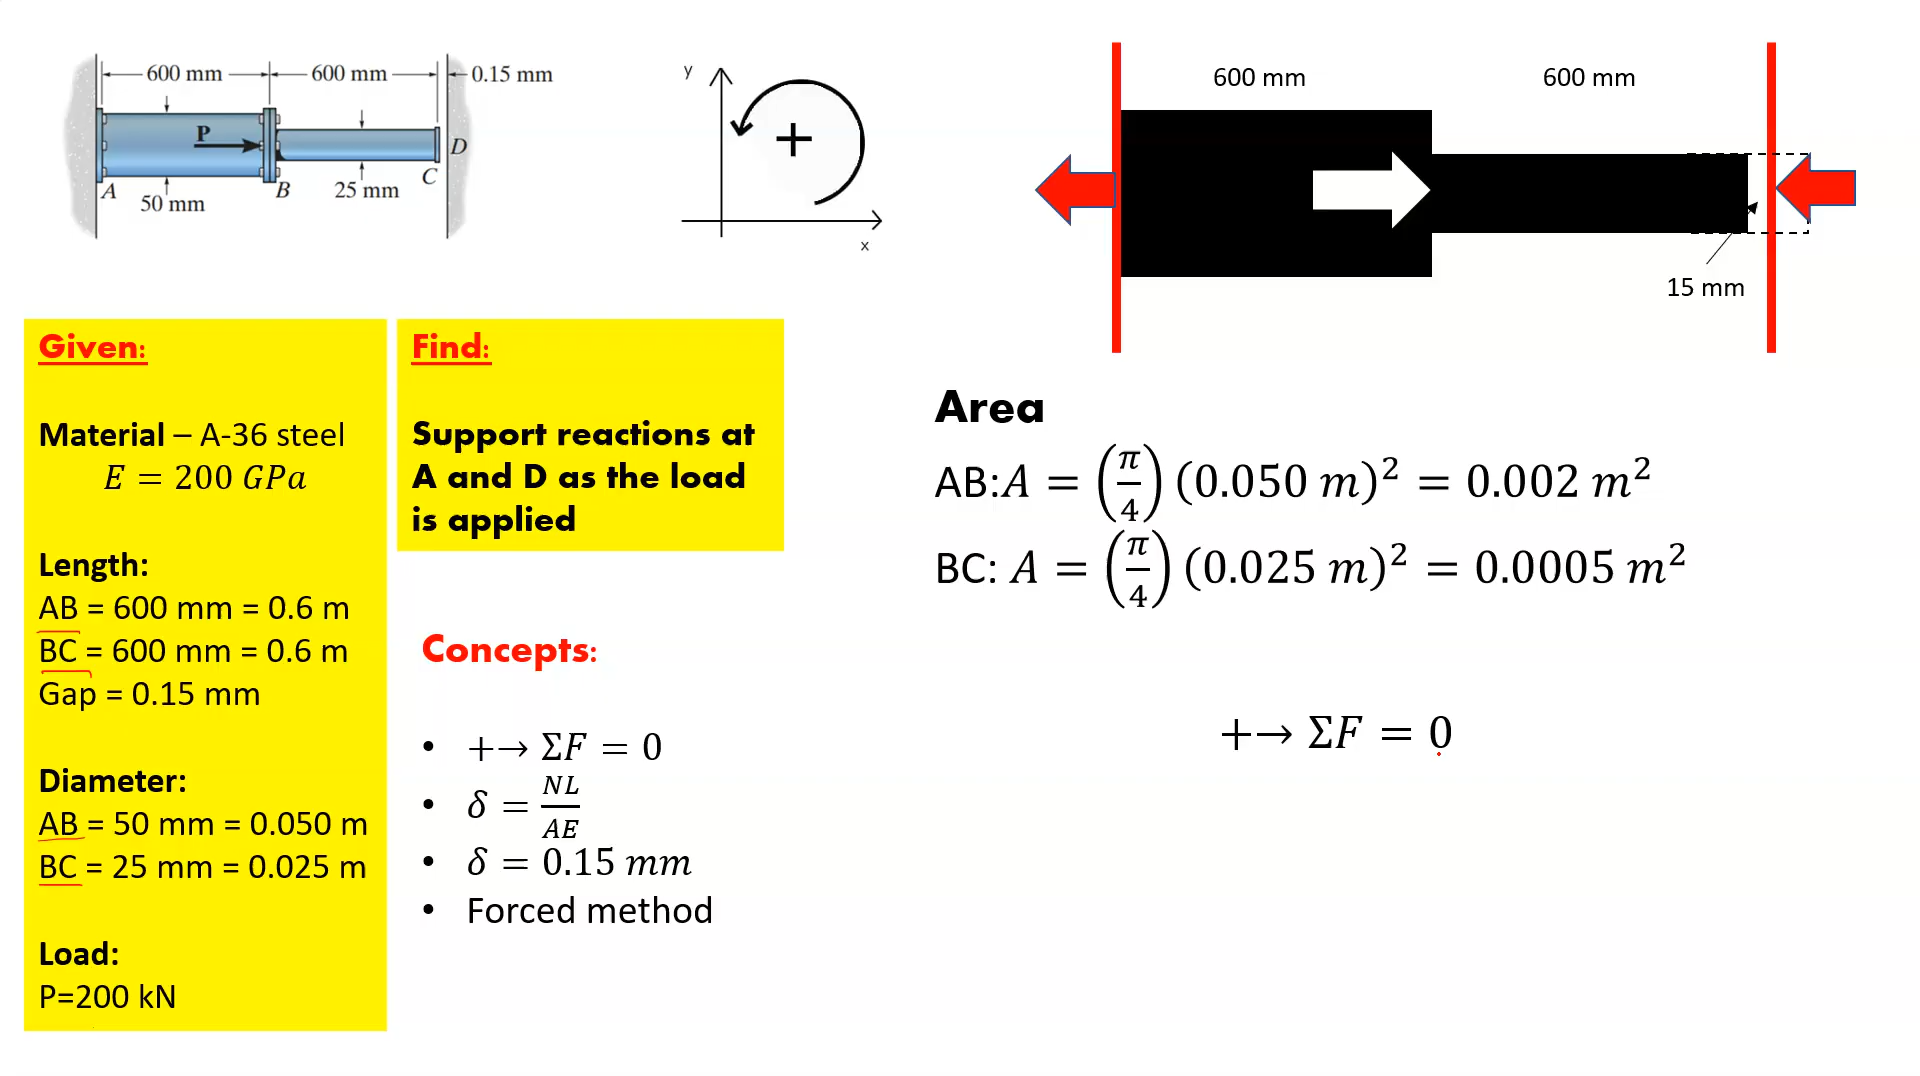 600 mm 600 mm 0.15 mm
P
A B C D
50 mm 25 mm
y
+
x
600 mm 600 mm
15 mm
Given:
Material – A-36 steel
E = 200 GPa
Length:
AB = 600 mm = 0.6 m
BC = 600 mm = 0.6 m
Gap = 0.15 mm
Diameter:
AB = 50 mm = 0.050 m
BC = 25 mm = 0.025 m
Load:
P=200 kN
Find:
Support reactions at
A and D as the load
is applied
Concepts:
• +→ ΣF = 0
• δ = NL/AE
• δ = 0.15 mm
• Forced method
Area
AB:A = (π/4) (0.050 m)² = 0.002 m²
BC: A = (π/4) (0.025 m)² = 0.0005 m²
+→ ΣF = 0